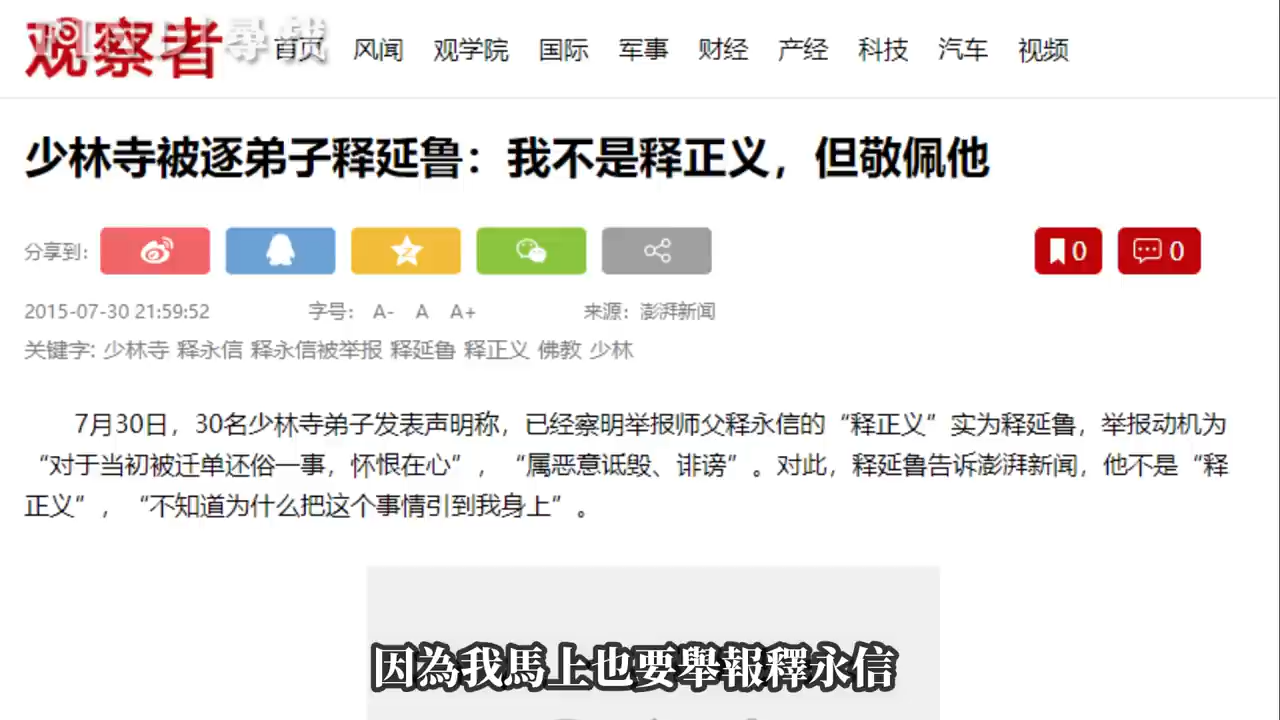 观察者
首页 风闻 观学院 国际 军事 财经 产经 科技 汽车 视频
少林寺被逐弟子释延鲁：我不是释正义，但敬佩他
分享到: 0 0
2015-07-30 21:59:52 字号: A- A A+ 来源: 澎湃新闻
关键字: 少林寺 释永信 释永信被举报 释延鲁 释正义 佛教 少林
7月30日，30名少林寺弟子发表声明称，已经察明举报师父释永信的“释正义”实为释延鲁，举报动机为
“对于当初被迁单还俗一事，怀恨在心”，“属恶意诋毁、诽谤”。对此，释延鲁告诉澎湃新闻，他不是“释
正义”，“不知道为什么把这个事情引到我身上”。
因為我馬上也要舉報釋永信